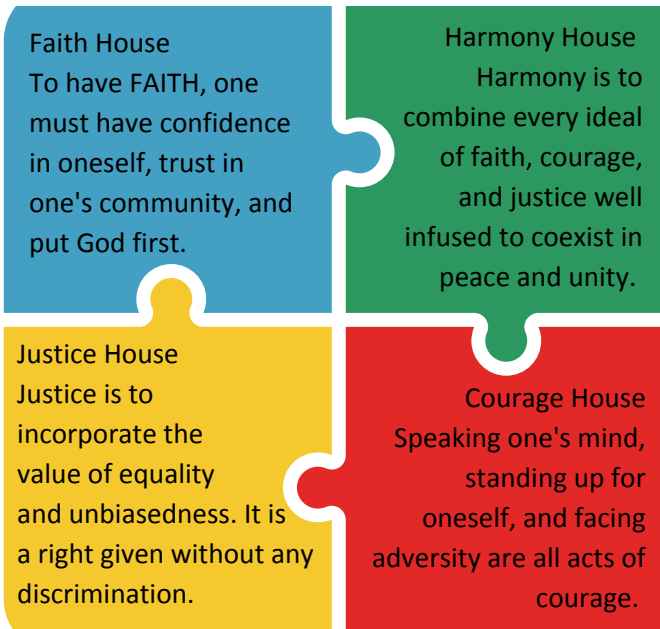 Faith House
To have FAITH, one
must have confidence
in oneself, trust in
one's community, and
put God first.
Harmony House
Harmony is to
combine every ideal
of faith, courage,
and justice well
infused to coexist in
peace and unity.
Justice House
Justice is to
incorporate the
value of equality
and unbiasedness. It is
a right given without any
discrimination.
Courage House
Speaking one's mind,
standing up for
oneself, and facing
adversity are all acts of
courage.